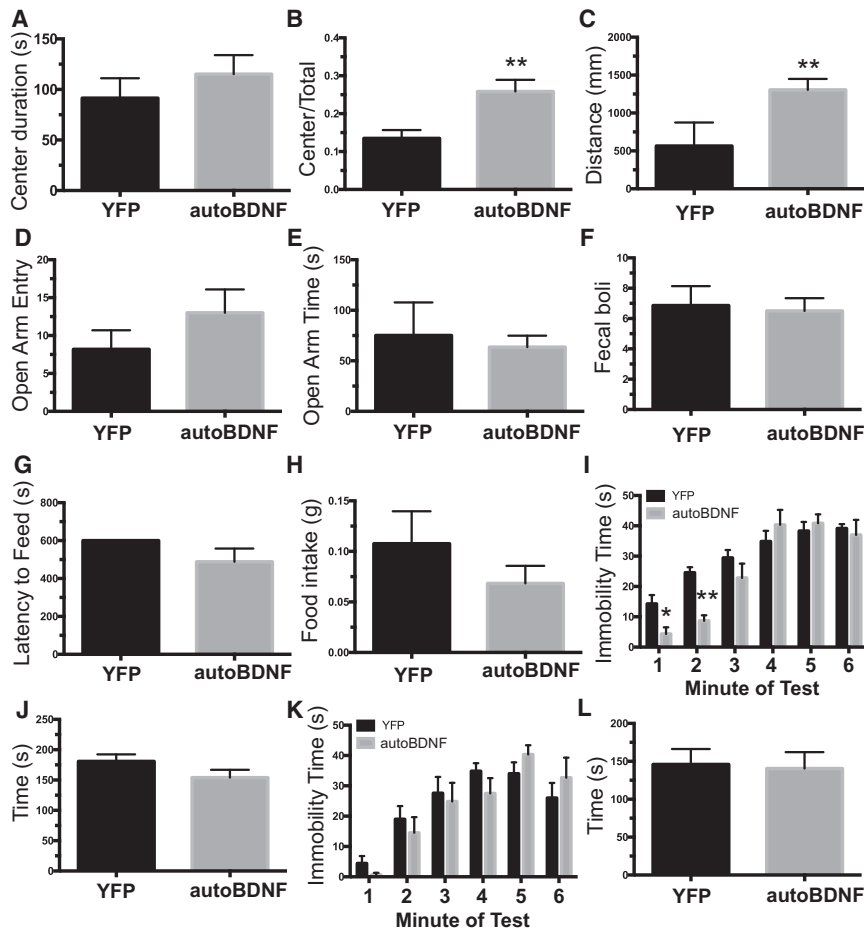 A
Center duration (s)
150
100
50
0
YFP
autoBDNF
B
Center/Total
0.4
0.3
0.2
0.1
0.0
**
YFP
autoBDNF
C
Distance (mm)
2000
1500
1000
500
0
**
YFP
autoBDNF
D
Open Arm Entry
20
15
10
5
0
YFP
autoBDNF
E
Open Arm Time (s)
150
100
50
0
YFP
autoBDNF
F
Fecal boli
10
8
6
4
2
0
YFP
autoBDNF
G
Latency to Feed (s)
800
600
400
200
0
YFP
autoBDNF
H
Food intake (g)
0.15
0.10
0.05
0.00
YFP
autoBDNF
I
Immobility Time (s)
50
40
30
20
10
0
YFP
autoBDNF
*
**
1 2 3 4 5 6
Minute of Test
J
Time (s)
250
200
150
100
50
0
YFP
autoBDNF
K
Immobility Time (s)
50
40
30
20
10
0
YFP
autoBDNF
1 2 3 4 5 6
Minute of Test
L
Time (s)
200
150
100
50
0
YFP
autoBDNF